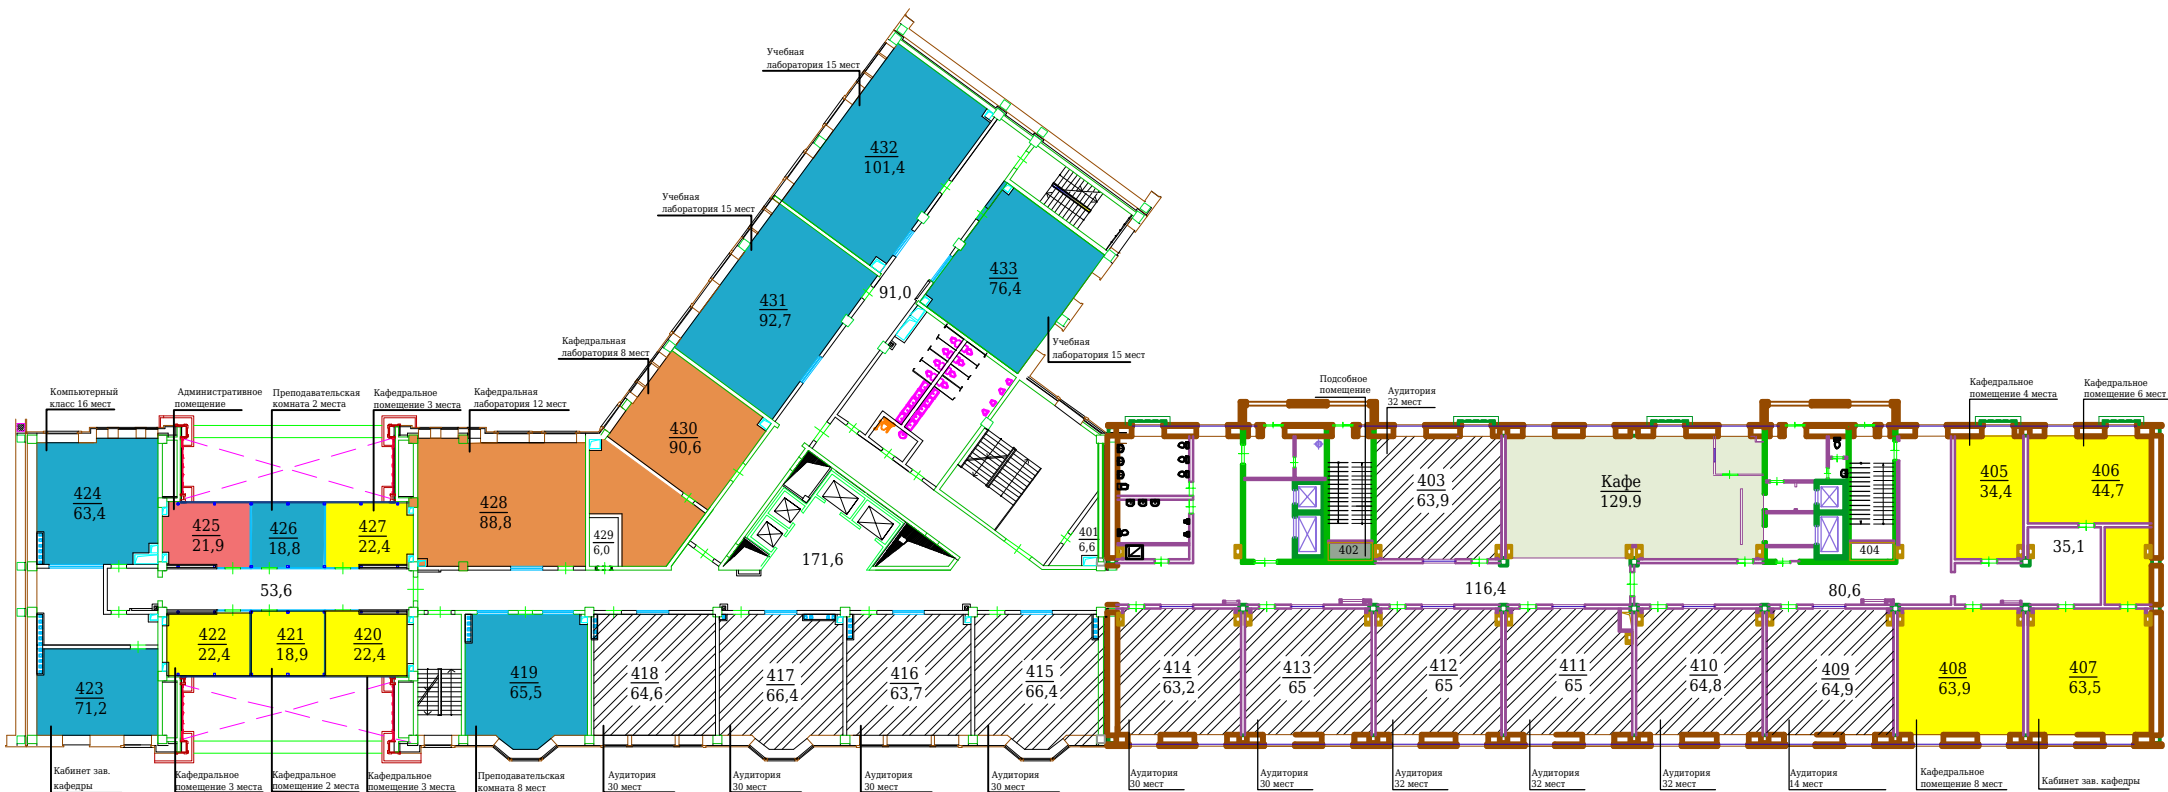 Учебная
лаборатория 15 мест
432
101,4
Учебная
лаборатория 15 мест
431
92,7
91,0
433
76,4
Учебная
лаборатория 15 мест
Кафедральная
лаборатория 8 мест
430
90,6
Компьютерный
класс 16 мест
Административное
помещение
Преподавательская
комната 2 места
Кафедральное
помещение 3 места
Кафедральная
лаборатория 12 мест
Подсобное
помещение
Аудитория
32 мест
Кафедральное
помещение 4 места
Кафедральное
помещение 6 мест
424
63,4
425
21,9
426
18,8
427
22,4
428
88,8
429
6,0
171,6
401
6,6
402
403
63,9
Кафе
129.9
404
405
34,4
406
44,7
35,1
53,6
116,4
80,6
422
22,4
421
18,9
420
22,4
423
71,2
419
65,5
418
64,6
417
66,4
416
63,7
415
66,4
414
63,2
413
65
412
65
411
65
410
64,8
409
64,9
408
63,9
407
63,5
Кабинет зав.
кафедры
Кафедральное
помещение 3 места
Кафедральное
помещение 2 места
Кафедральное
помещение 3 места
Преподавательская
комната 8 мест
Аудитория
30 мест
Аудитория
30 мест
Аудитория
30 мест
Аудитория
30 мест
Аудитория
30 мест
Аудитория
30 мест
Аудитория
32 мест
Аудитория
32 мест
Аудитория
32 мест
Аудитория
14 мест
Кафедральное
помещение 8 мест
Кабинет зав. кафедры